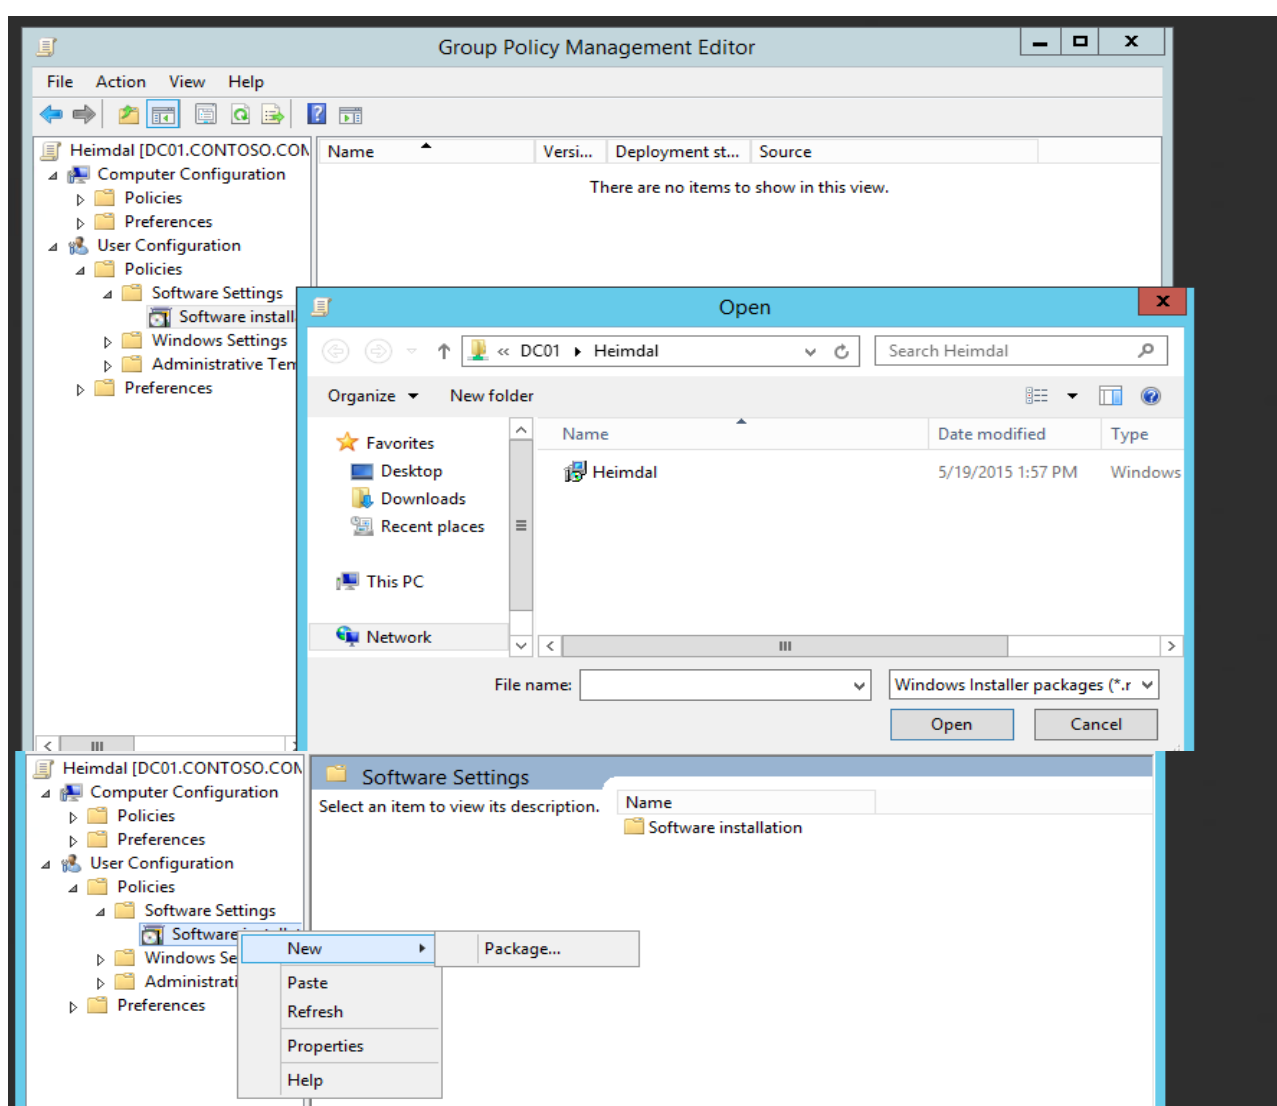 Group Policy Management Editor
File Action View Help
Heimdal [DC01.CONTOSO.COM
Computer Configuration
Policies
Preferences
User Configuration
Policies
Software Settings
Software install
Windows Settings
Administrative Tem
Preferences
Name Versi... Deployment st... Source
There are no items to show in this view.
Open
« DC01 Heimdal
Search Heimdal
Organize New folder
Favorites
Desktop
Downloads
Recent places
This PC
Network
Name Date modified Type
Heimdal 5/19/2015 1:57 PM Windows
File name:
Windows Installer packages (*.r
Open Cancel
Heimdal [DC01.CONTOSO.COM
Computer Configuration
Policies
Preferences
User Configuration
Policies
Software Settings
Software
Windows Se
Administrati
Preferences
Software Settings
Select an item to view its description.
Name
Software installation
New
Package...
Paste
Refresh
Properties
Help